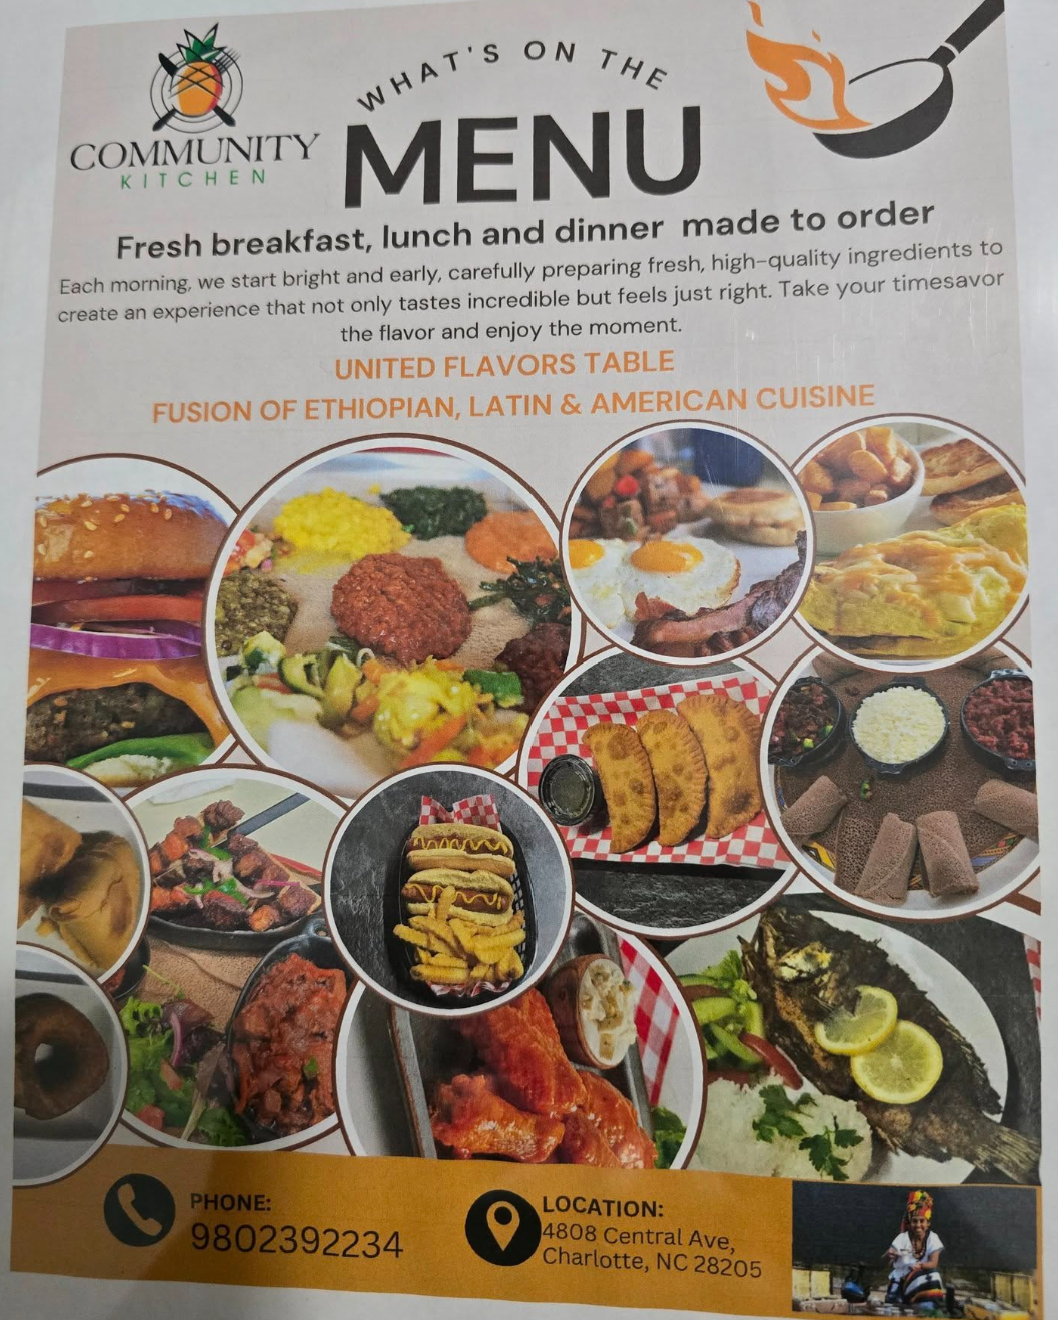 COMMUNITY
KITCHEN
WHAT'S ON THE
MENU
Fresh breakfast, lunch and dinner made to order
Each morning, we start bright and early, carefully preparing fresh, high-quality ingredients to
create an experience that not only tastes incredible but feels just right. Take your timesavor
the flavor and enjoy the moment.
UNITED FLAVORS TABLE
FUSION OF ETHIOPIAN, LATIN & AMERICAN CUISINE
PHONE:
9802392234
LOCATION:
4808 Central Ave,
Charlotte, NC 28205